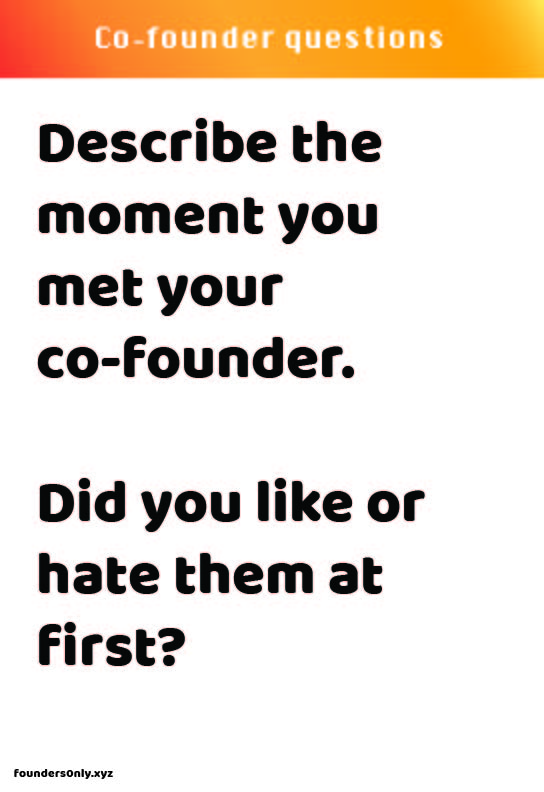 Co-founder questions
Describe the
moment you
met your
co-founder.
Did you like or
hate them at
first?
founders0nly.xyz